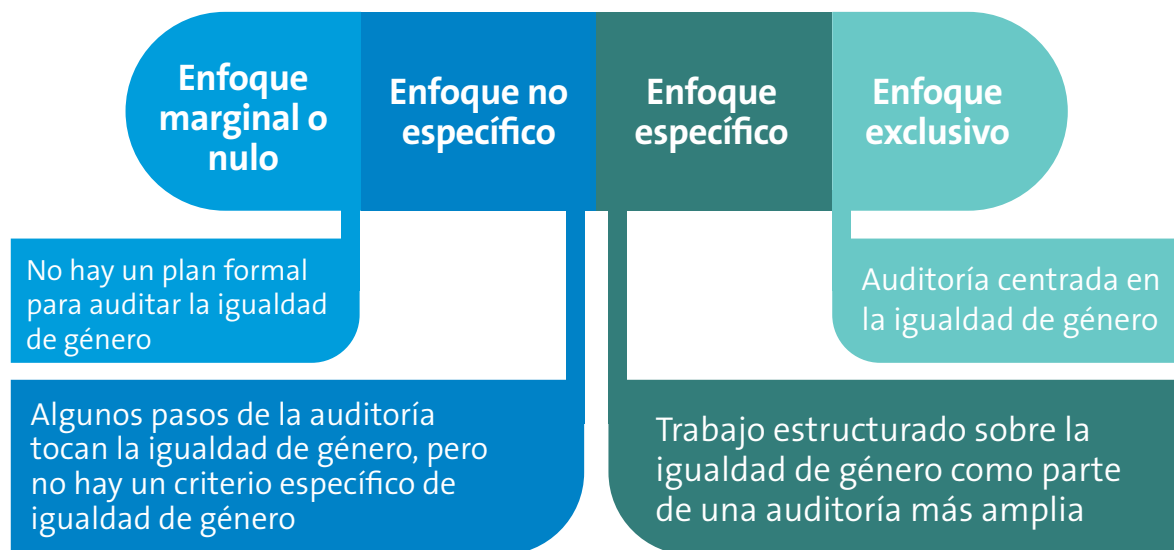 Enfoque
marginal o
nulo
Enfoque no
específico
Enfoque
específico
Enfoque
exclusivo
No hay un plan formal
para auditar la igualdad
de género
Auditoría centrada en
la igualdad de género
Algunos pasos de la auditoría
tocan la igualdad de género, pero
no hay un criterio específico de
igualdad de género
Trabajo estructurado sobre la
igualdad de género como parte
de una auditoría más amplia